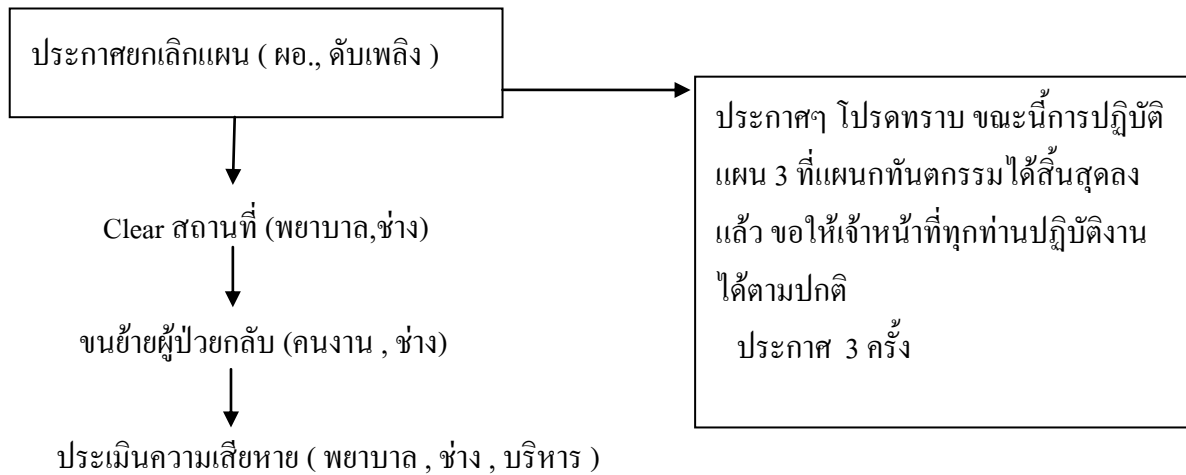 ประกาศยกเลิกแผน ( ผอ., ดับเพลิง )
Clear สถานที่ (พยาบาล,ช่าง)
ขนย้ายผู้ป่วยกลับ (คนงาน , ช่าง)
ประเมินความเสียหาย ( พยาบาล , ช่าง , บริหาร )
ประกาศๆ โปรดทราบ ขณะนี้การปฏิบัติ
แผน 3 ที่แผนกทันตกรรมได้สิ้นสุดลง
แล้ว ขอให้เจ้าหน้าที่ทุกท่านปฏิบัติงาน
ได้ตามปกติ
ประกาศ 3 ครั้ง